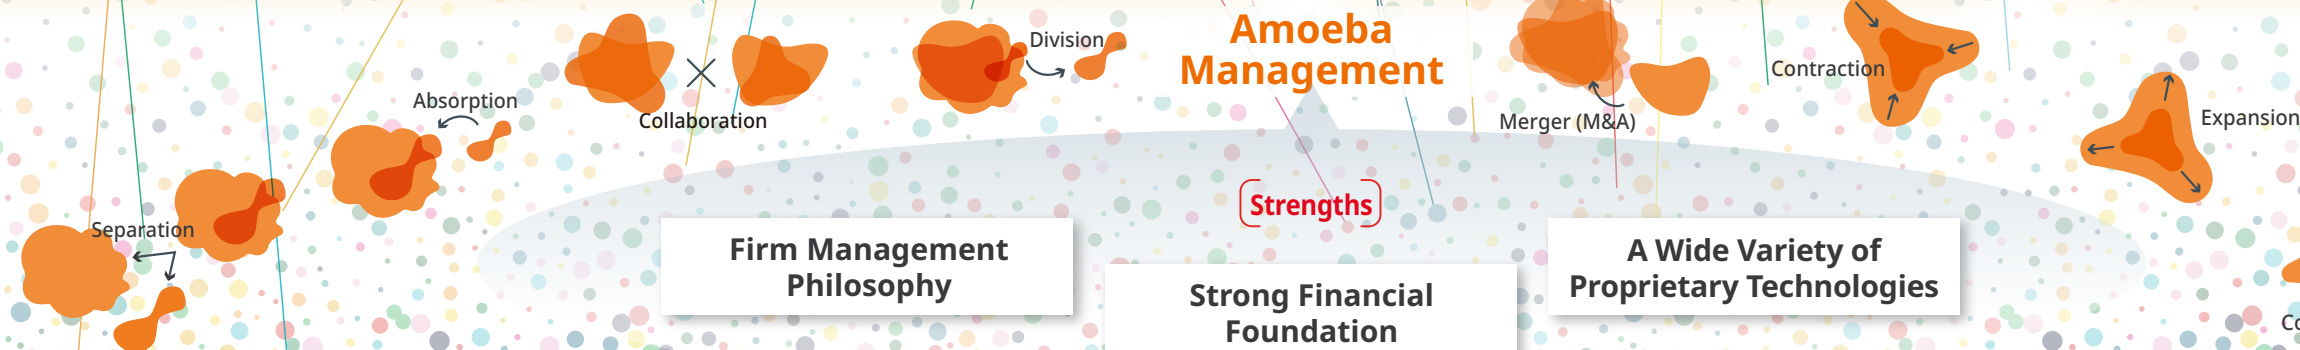 Amoeba
Management
Division
Contraction
Absorption
Collaboration
Merger (M&A)
Expansion
Separation
Strengths
Firm Management
Philosophy
Strong Financial
Foundation
A Wide Variety of
Proprietary Technologies